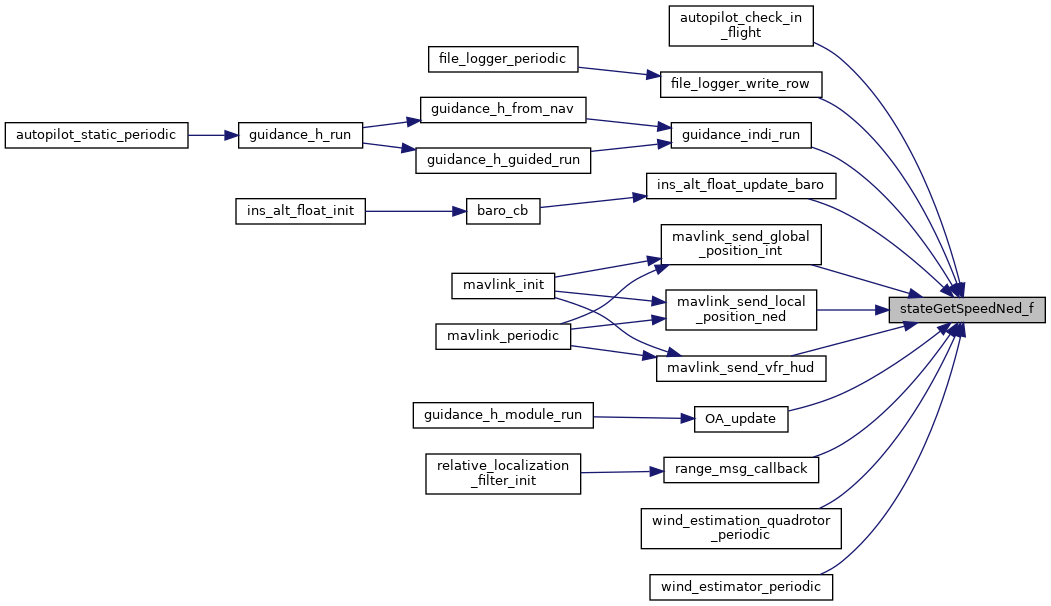 autopilot_check_in
_flight
file_logger_periodic
file_logger_write_row
guidance_h_from_nav
autopilot_static_periodic
guidance_h_run
guidance_indi_run
guidance_h_guided_run
ins_alt_float_update_baro
ins_alt_float_init
baro_cb
mavlink_send_global
_position_int
mavlink_init
mavlink_send_local
_position_ned
stateGetSpeedNed_f
mavlink_periodic
mavlink_send_vfr_hud
guidance_h_module_run
OA_update
relative_localization
_filter_init
range_msg_callback
wind_estimation_quadrotor
_periodic
wind_estimator_periodic